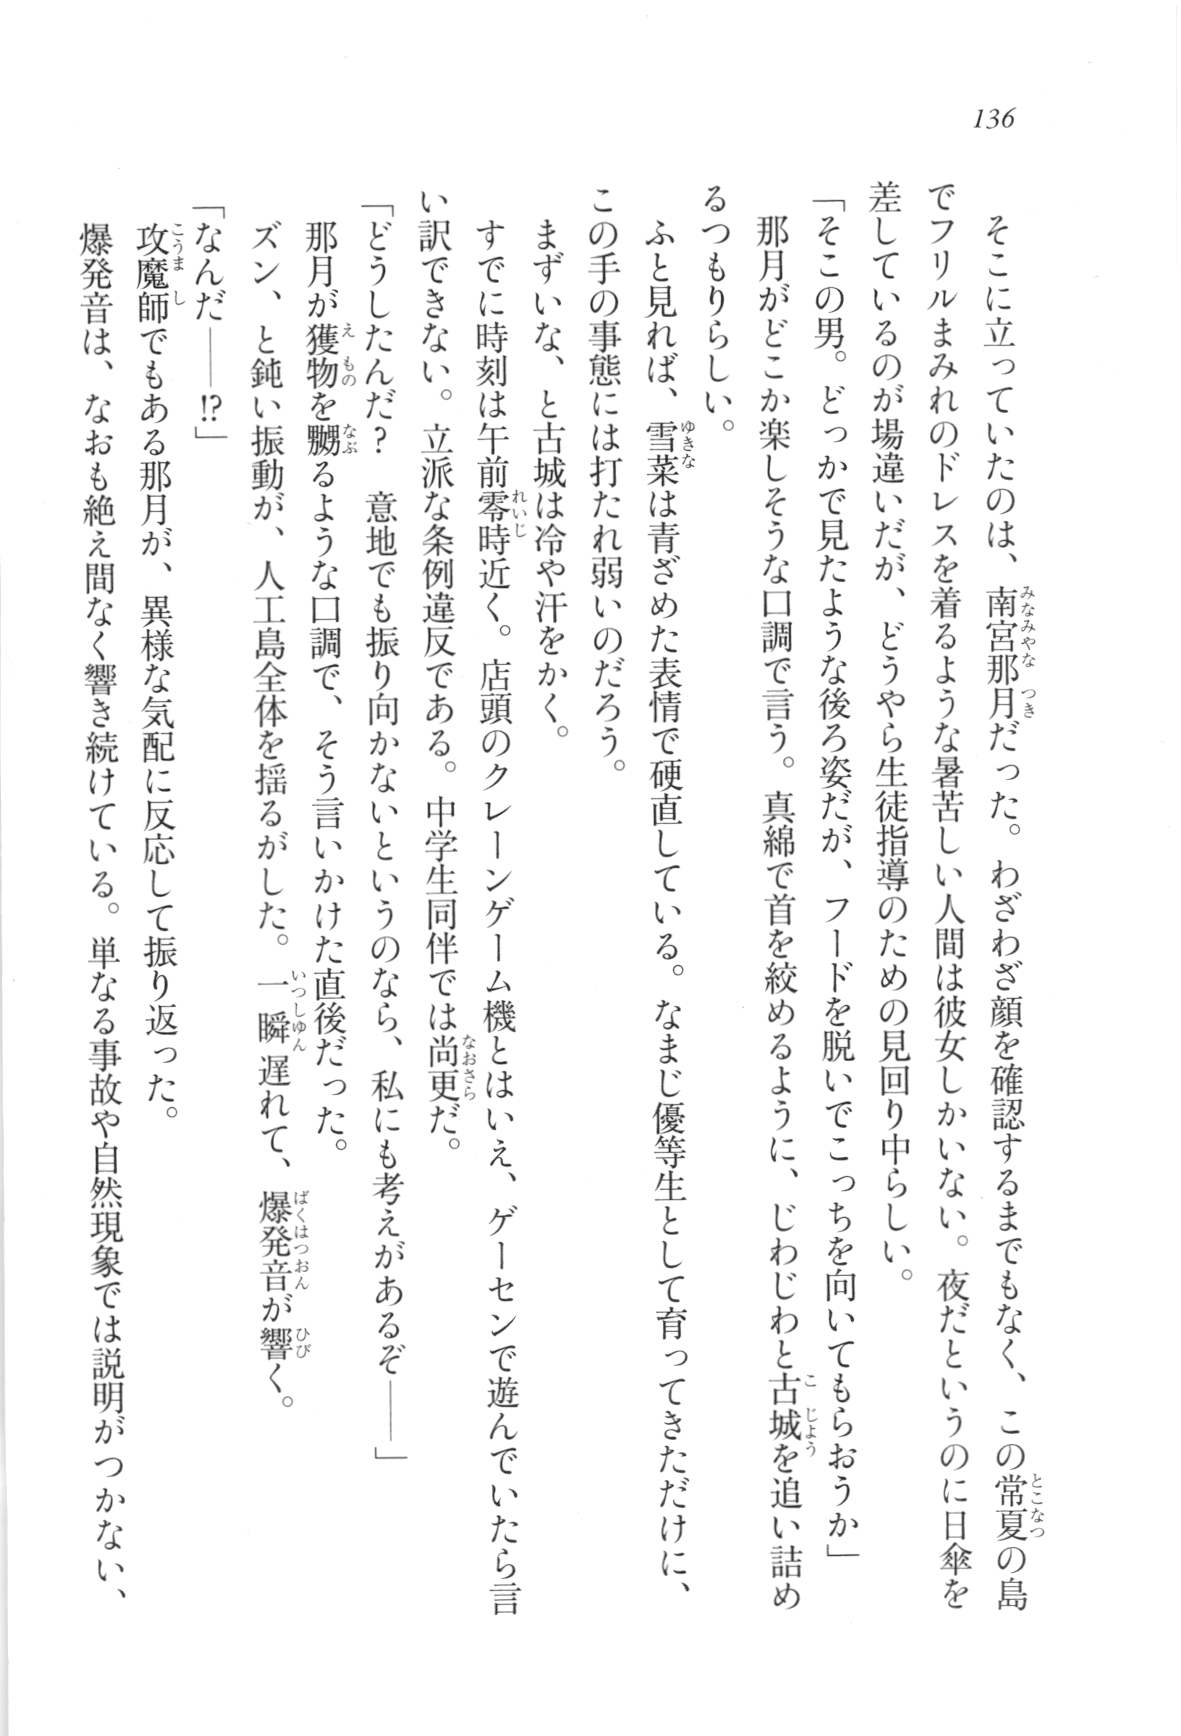 136
そこに立っていたのは、南宮那月だった。わざわざ顔を確認するまでもなく、この常夏の島
でフリルまみれのドレスを着るような暑苦しい人間は彼女しかいない。夜だというのに日傘を
差しているのが場違いだが、どうやら生徒指導のための見回り中らしい。
「そこの男。どっかで見たような後ろ姿だが、フードを脱いでこっちを向いてもらおうか」
那月がどこか楽しそうな口調で言う。真綿で首を絞めるように、じわじわと古城を追い詰め
るつもりらしい。
ふと見れば、雪菜は青ざめた表情で硬直している。なまじ優等生として育ってきただけに、
この手の事態には打たれ弱いのだろう。
まずいな、と古城は冷や汗をかく。
すでに時刻は午前零時近く。店頭のクレーンゲーム機とはいえ、ゲーセンで遊んでいたら言
い訳できない。立派な条例違反である。中学生同伴では尚更だ。
「どうしたんだ？　意地でも振り向かないというのなら、私にも考えがあるぞ――」
那月が獲物を嬲るような口調で、そう言いかけた直後だった。
ズン、と鈍い振動が、人工島全体を揺るがした。一瞬遅れて、爆発音が響く。
「なんだ――!?」
攻魔師でもある那月が、異様な気配に反応して振り返った。
爆発音は、なおも絶え間なく響き続けている。単なる事故や自然現象では説明がつかない、